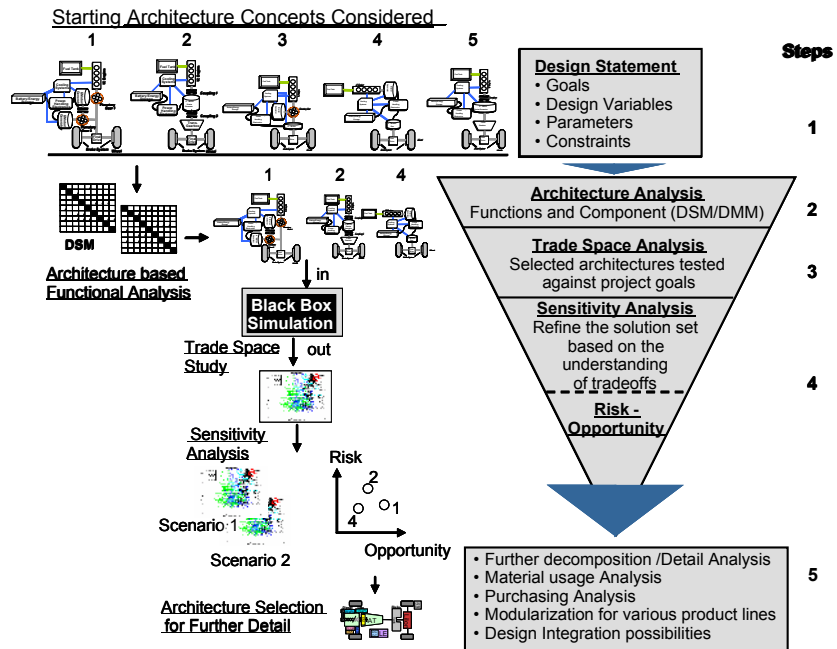 Starting Architecture Concepts Considered
1 2 3 4 5
Steps
Design Statement
• Goals
• Design Variables
• Parameters
• Constraints
1
Architecture Analysis
Functions and Component (DSM/DMM)
2
Trade Space Analysis
Selected architectures tested
against project goals
3
Sensitivity Analysis
Refine the solution set
based on the
understanding
of tradeoffs
4
Risk -
Opportunity
1 2 4
DSM
Architecture based
Functional Analysis
in
Black Box
Simulation
out
Trade Space
Study
Sensitivity
Analysis
Scenario 1
Scenario 2
Risk
2
1
4
Opportunity
Architecture Selection
for Further Detail
• Further decomposition /Detail Analysis
• Material usage Analysis
• Purchasing Analysis
• Modularization for various product lines
• Design Integration possibilities
5